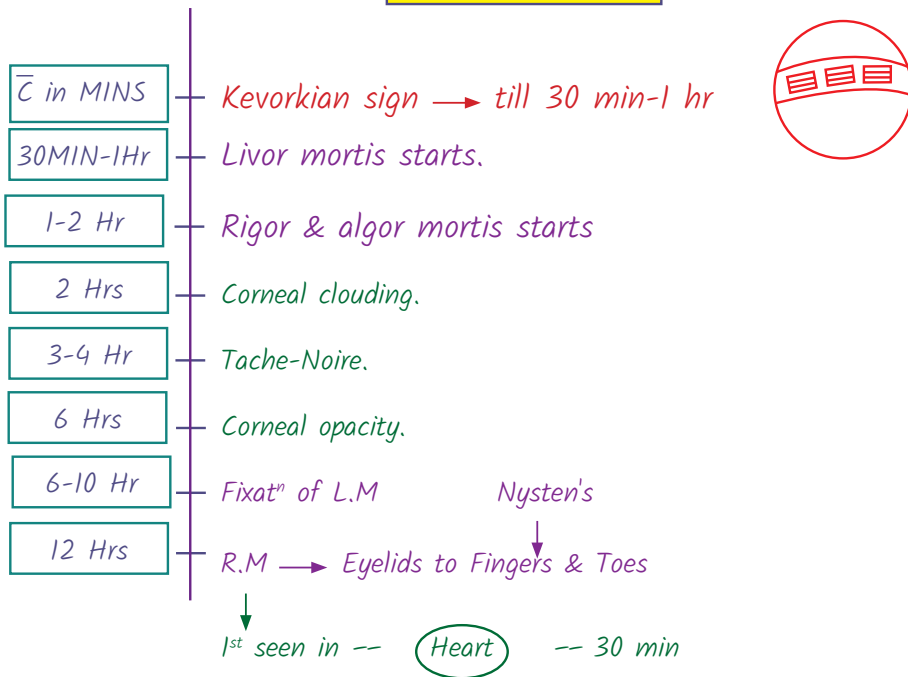 C̅ in MINS Kevorkian sign → till 30 min-1 hr
30MIN-1Hr Livor mortis starts.
1-2 Hr Rigor & algor mortis starts
2 Hrs Corneal clouding.
3-4 Hr Tache-Noire.
6 Hrs Corneal opacity.
6-10 Hr Fixatⁿ of L.M Nysten's
12 Hrs R.M → Eyelids to Fingers & Toes
1ˢᵗ seen in -- Heart -- 30 min